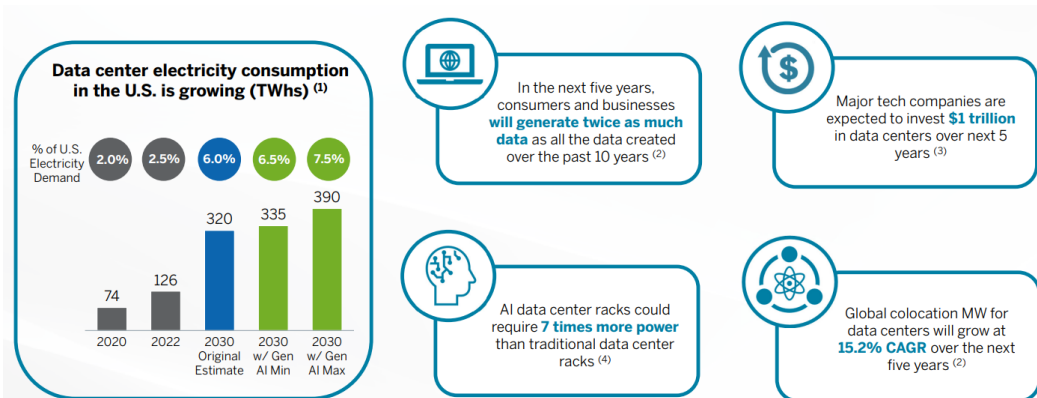 Data center electricity consumption
in the U.S. is growing (TWhs) (1)
% of U.S.
Electricity
Demand
2.0%
2.5%
6.0%
6.5%
7.5%
74
126
320
335
390
2020
2022
2030
Original
Estimate
2030
w/ Gen
AI Min
2030
w/ Gen
AI Max
In the next five years,
consumers and businesses
will generate twice as much
data as all the data created
over the past 10 years (2)
$
Major tech companies are
expected to invest $1 trillion
in data centers over next 5
years (3)
AI data center racks could
require 7 times more power
than traditional data center
racks (4)
Global colocation MW for
data centers will grow at
15.2% CAGR over the next
five years (2)